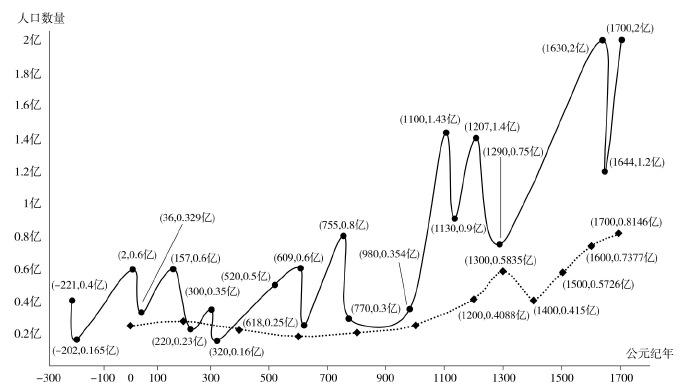 人口数量
(1700,2亿)
2亿
(1630,2亿)
1.8亿
1.6亿
(1100,1.43亿)
(1207,1.4亿)
1.4亿
(1290,0.75亿)
1.2亿
(1644,1.2亿)
1亿
(36,0.329亿)
(755,0.8亿)
(1130,0.9亿)
(1700,0.8146亿)
0.8亿
(2,0.6亿)
(157,0.6亿)
(609,0.6亿)
(980,0.354亿)
(1300,0.5835亿)
(1600,0.7377亿)
0.6亿
(-221,0.4亿)
(300,0.35亿)
(520,0.5亿)
(1500,0.5726亿)
0.4亿
(618,0.25亿)
(770,0.3亿)
(1200,0.4088亿)
(1400,0.415亿)
0.2亿
(-202,0.165亿)
(220,0.23亿)
(320,0.16亿)
公元纪年
-300 -100 0 100 300 500 700 900 1100 1300 1500 1700